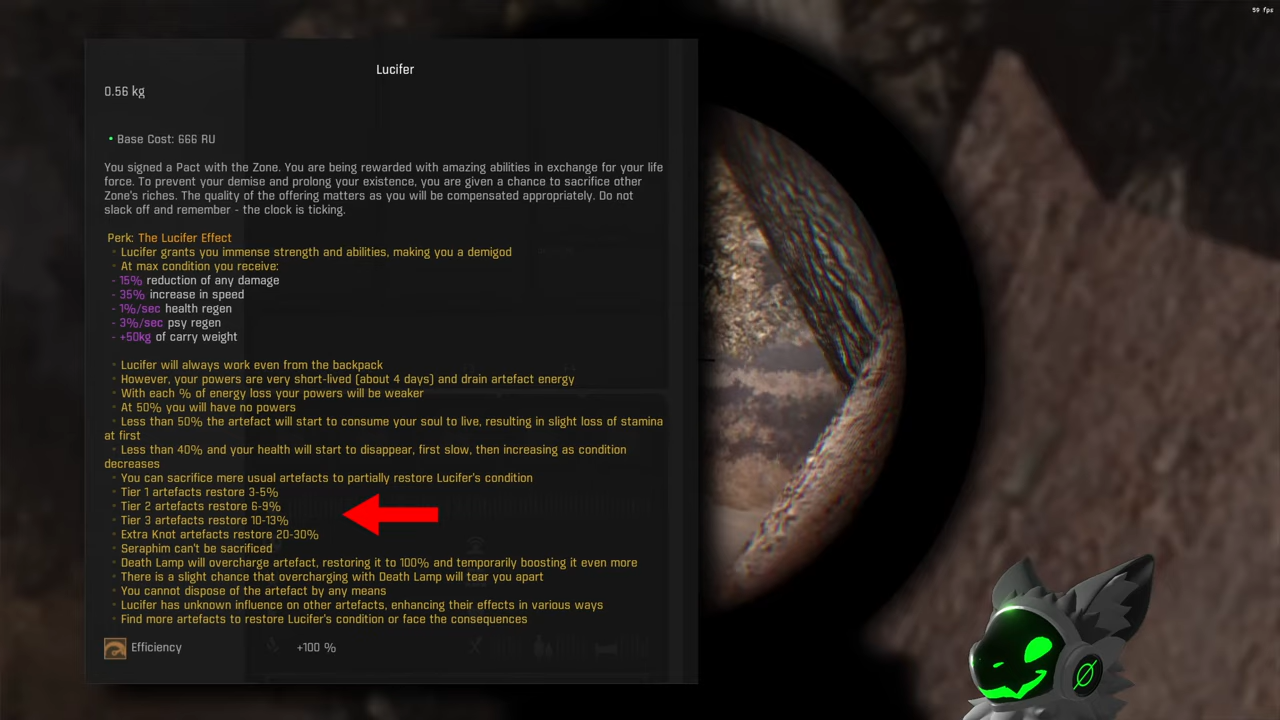 59 fps
Lucifer
0.56 kg
• Base Cost: 666 RU
You signed a Pact with the Zone. You are being rewarded with amazing abilities in exchange for your life
force. To prevent your demise and prolong your existence, you are given a chance to sacrifice other
Zone's riches. The quality of the offering matters as you will be compensated appropriately. Do not
slack off and remember - the clock is ticking.
Perk: The Lucifer Effect
• Lucifer grants you immense strength and abilities, making you a demigod
• At max condition you receive:
- 15% reduction of any damage
- 35% increase in speed
- 1%/sec health regen
- 3%/sec psy regen
- +50kg of carry weight
• Lucifer will always work even from the backpack
• However, your powers are very short-lived (about 4 days) and drain artefact energy
• With each % of energy loss your powers will be weaker
• At 50% you will have no powers
• Less than 50% the artefact will start to consume your soul to live, resulting in slight loss of stamina
at first
• Less than 40% and your health will start to disappear, first slow, then increasing as condition
decreases
• You can sacrifice mere usual artefacts to partially restore Lucifer's condition
• Tier 1 artefacts restore 3-5%
• Tier 2 artefacts restore 6-9%
• Tier 3 artefacts restore 10-13%
• Extra Knot artefacts restore 20-30%
• Seraphim can't be sacrificed
• Death Lamp will overcharge artefact, restoring it to 100% and temporarily boosting it even more
• There is a slight chance that overcharging with Death Lamp will tear you apart
• You cannot dispose of the artefact by any means
• Lucifer has unknown influence on other artefacts, enhancing their effects in various ways
• Find more artefacts to restore Lucifer's condition or face the consequences
Efficiency +100 %